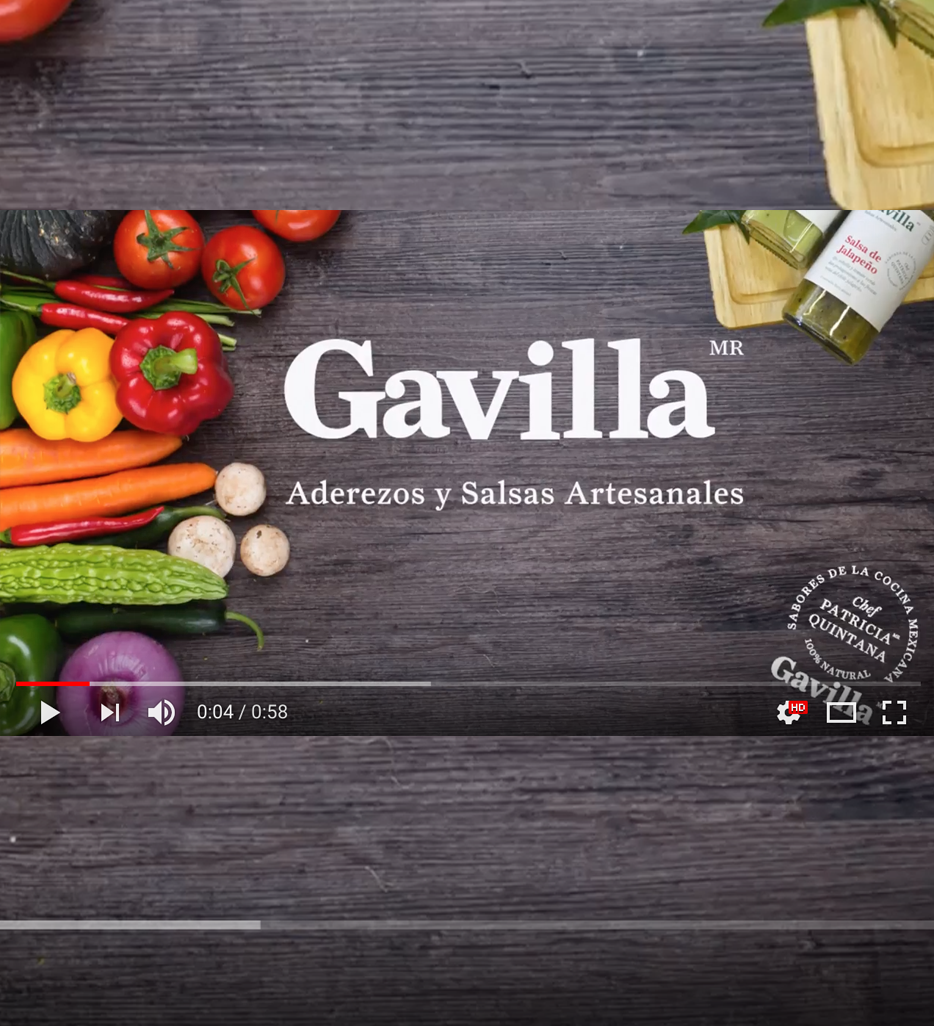 Salsa de
Jalapeño
Gavilla
MR
Aderezos y Salsas Artesanales
SABORES DE LA COCINA MEXICANA
Chef
PATRICIA
QUINTANA
100% NATURAL
Gavilla
0:04 / 0:58
HD